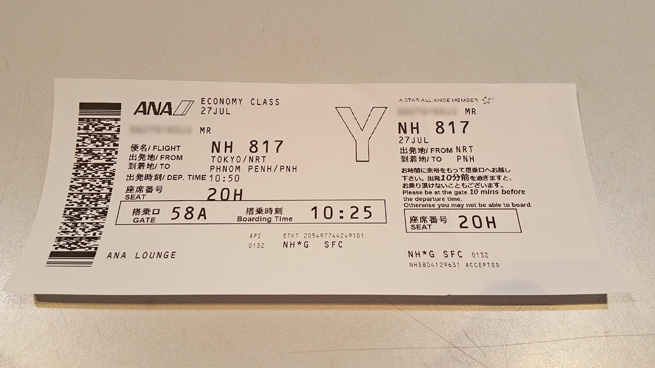 ANA ECONOMY CLASS
27JUL
MR
便名/FLIGHT NH 817
出発地/FROM TOKYO/NRT
到着地/TO PHNOM PENH/PNH
出発時刻/DEP. TIME 10:50
座席番号
SEAT 20H
搭乗口
GATE 58A 搭乗時刻
Boarding Time 10:25
API ETKT 205497744249101
0132 NH*G SFC
ANA LOUNGE
Y
A STAR ALLIANCE MEMBER
MR
NH 817
27JUL
出発地/FROM NRT
到着地/TO PNH
お時間に余裕をもって搭乗口へお越し
下さい。出発10分前を過ぎますと、
お乗り頂けないこともございます。
Please be at the gate 10 mins before
the departure time.
Otherwise you may not be able to board.
座席番号
SEAT 20H
NH*G SFC 0132
NH3804129631 ACCEPTED